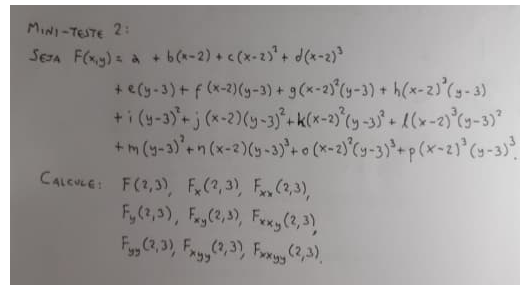 MINI-TESTE 2:
SEJA F(x,y) = a + b(x-2) + c(x-2)² + d(x-2)³
+ e(y-3) + f(x-2)(y-3) + g(x-2)²(y-3) + h(x-2)³(y-3)
+ i(y-3)² + j(x-2)(y-3)² + k(x-2)²(y-3)² + l(x-2)³(y-3)²
+ m(y-3)³ + n(x-2)(y-3)³ + o(x-2)²(y-3)³ + p(x-2)³(y-3)³.
CALCULE: F(2,3), Fx(2,3), Fxx(2,3),
Fy(2,3), Fxy(2,3), Fxxy(2,3),
Fyy(2,3), Fxyy(2,3), Fxxyy(2,3).